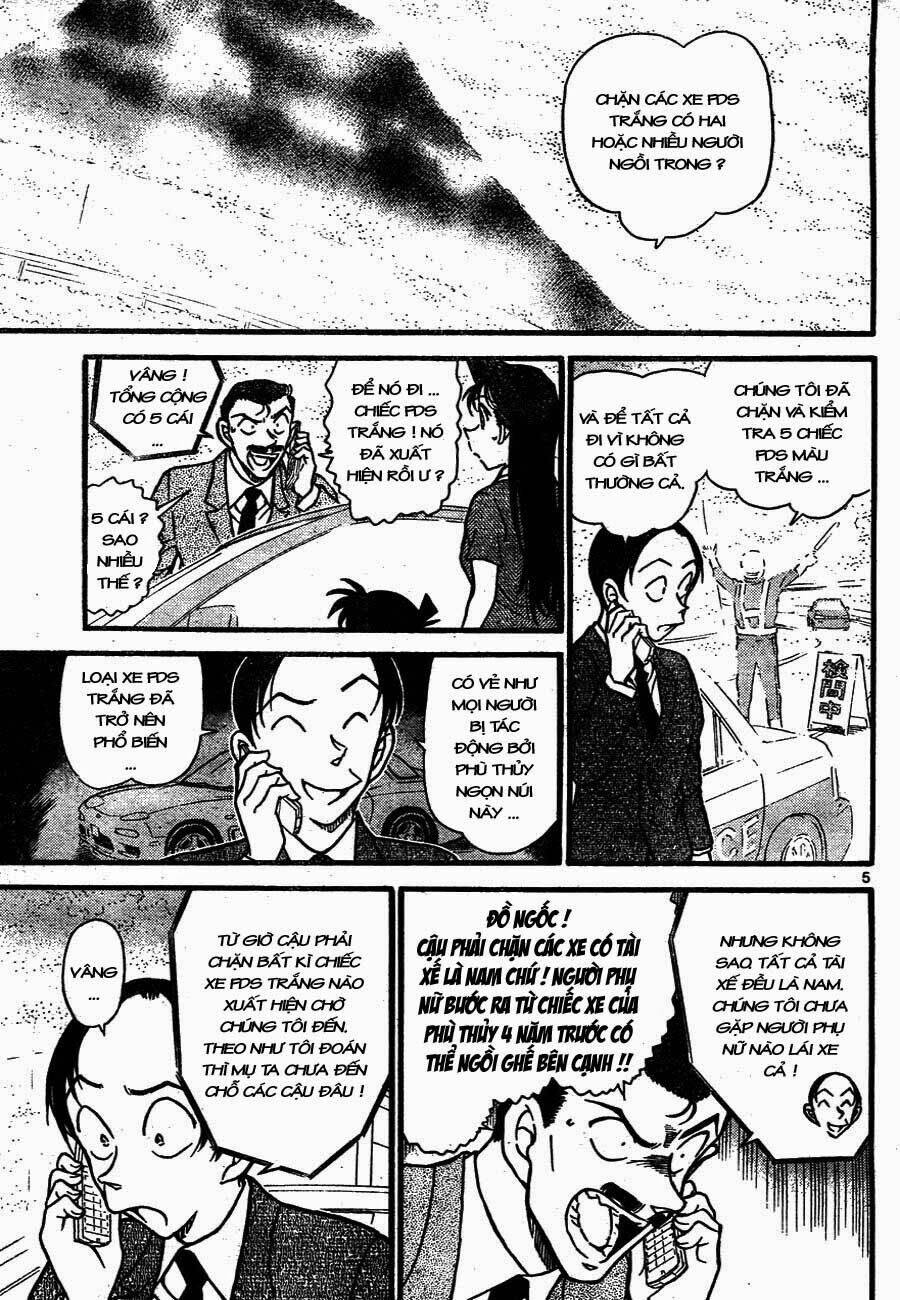 CHẶN CÁC XE FDS
TRẮNG CÓ HAI
HOẶC NHIỀU NGƯỜI
NGỒI TRONG ?
CHÚNG TÔI ĐÃ
CHẶN VÀ KIỂM
TRA 5 CHIẾC
FDS MÀU
TRẮNG ...
VÀ ĐỂ TẤT CẢ
ĐI VÌ KHÔNG
CÓ GÌ BẤT
THƯỜNG CẢ.
検問中
CE
ĐỂ NÓ ĐI ...
CHIẾC FDS
TRẮNG ! NÓ
ĐÃ XUẤT
HIỆN RỒI Ư ?
VÂNG !
TỔNG CỘNG
CÓ 5 CÁI
...
5 CÁI ?
SAO
NHIỀU
THẾ ?
CÓ VẺ NHƯ
MỌI NGƯỜI
BỊ TÁC
ĐỘNG BỞI
PHÙ THỦY
NGỌN NÚI
NÀY ...
LOẠI XE FDS
TRẮNG ĐÃ
TRỞ NÊN
PHỔ BIẾN
...
5
NHƯNG KHÔNG
SAO. TẤT CẢ TÀI
XẾ ĐỀU LÀ NAM.
CHÚNG TÔI CHƯA
GẶP NGƯỜI PHỤ
NỮ NÀO LÁI XE
CẢ !
ĐỒ NGỐC !
CẬU PHẢI CHẶN CÁC XE CÓ TÀI
XẾ LÀ NAM CHỨ ! NGƯỜI PHỤ
NỮ BƯỚC RA TỪ CHIẾC XE CỦA
PHÙ THỦY 4 NĂM TRƯỚC CÓ
THỂ NGỒI GHẾ BÊN CẠNH !!
TỪ GIỜ CẬU PHẢI
CHẶN BẤT KÌ CHIẾC
XE FDS TRẮNG NÀO
XUẤT HIỆN CHỜ
CHÚNG TÔI ĐẾN.
THEO NHƯ TÔI ĐOÁN
THÌ MỤ TA CHƯA ĐẾN
CHỖ CÁC CẬU ĐÂU !
VÂNG
...